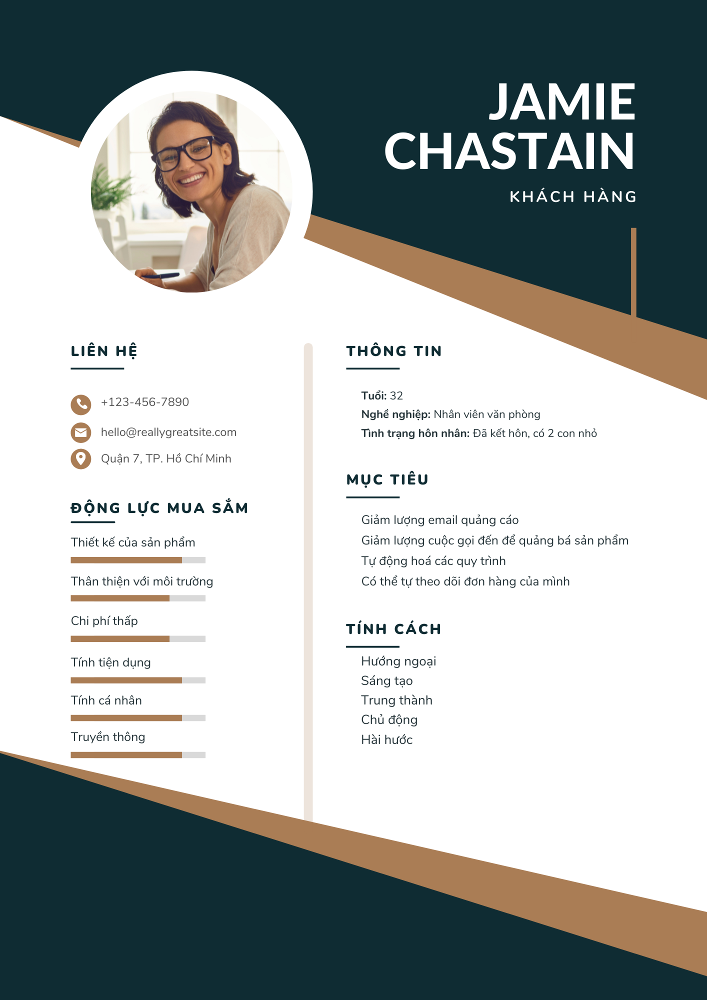 JAMIE
CHASTAIN
KHÁCH HÀNG
LIÊN HỆ
+123-456-7890
hello@reallygreatsite.com
Quận 7, TP. Hồ Chí Minh
ĐỘNG LỰC MUA SẮM
Thiết kế của sản phẩm
Thân thiện với môi trường
Chi phí thấp
Tính tiện dụng
Tính cá nhân
Truyền thông
THÔNG TIN
Tuổi: 32
Nghề nghiệp: Nhân viên văn phòng
Tình trạng hôn nhân: Đã kết hôn, có 2 con nhỏ
MỤC TIÊU
Giảm lượng email quảng cáo
Giảm lượng cuộc gọi đến để quảng bá sản phẩm
Tự động hoá các quy trình
Có thể tự theo dõi đơn hàng của mình
TÍNH CÁCH
Hướng ngoại
Sáng tạo
Trung thành
Chủ động
Hài hước